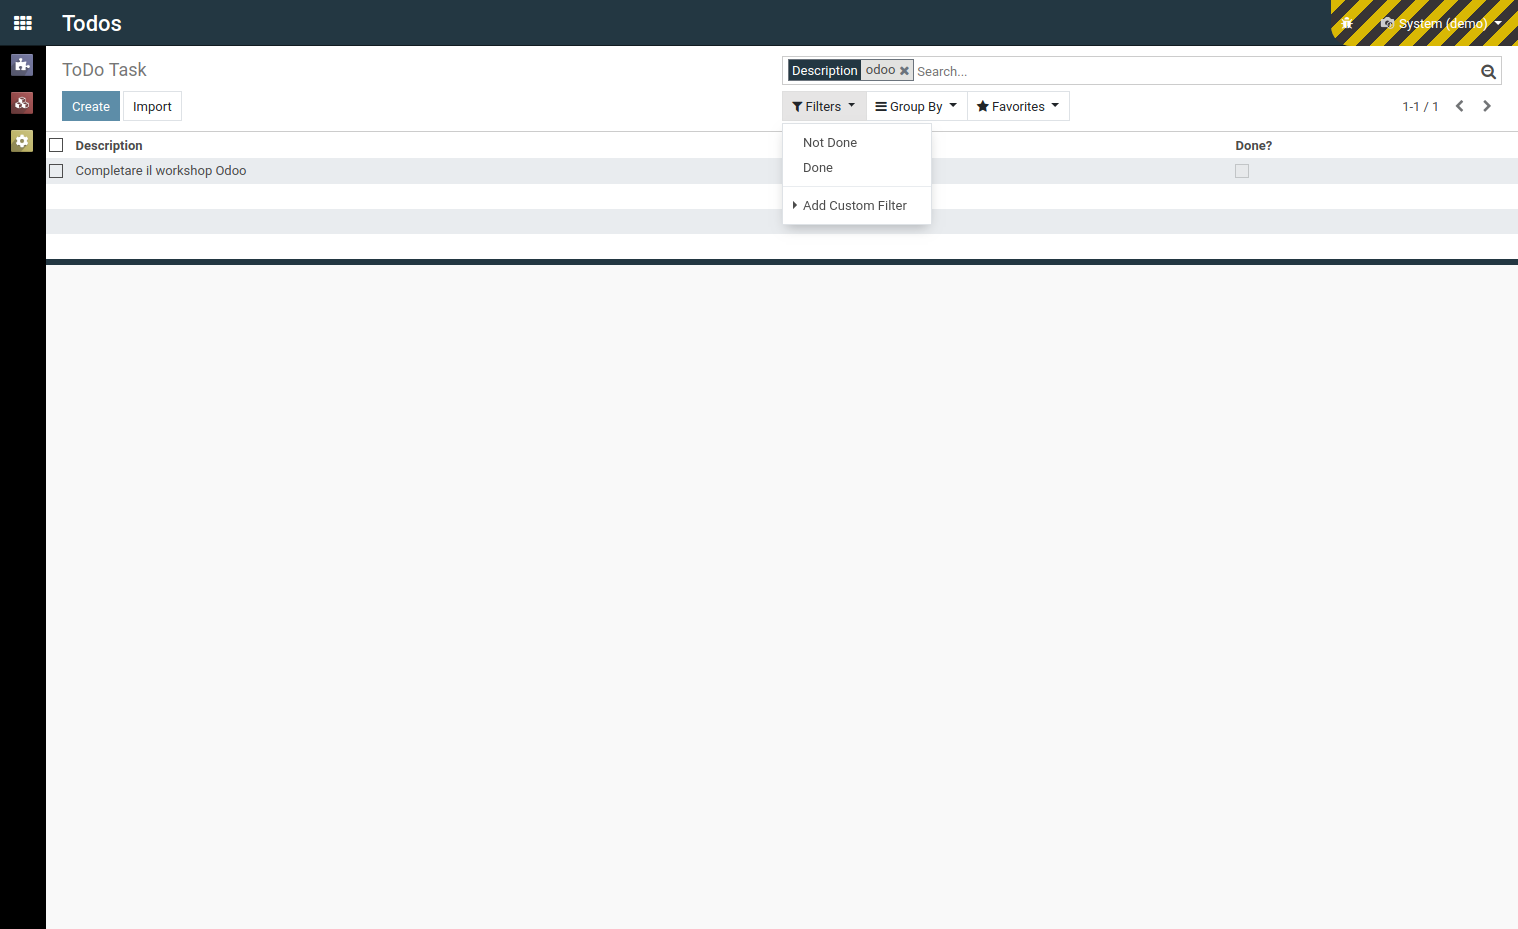 Todos
System (demo)
ToDo Task
Description odoo Search...
Create Import
Filters Group By Favorites 1-1 / 1
Not Done
Done
Add Custom Filter
Description Done?
Completare il workshop Odoo